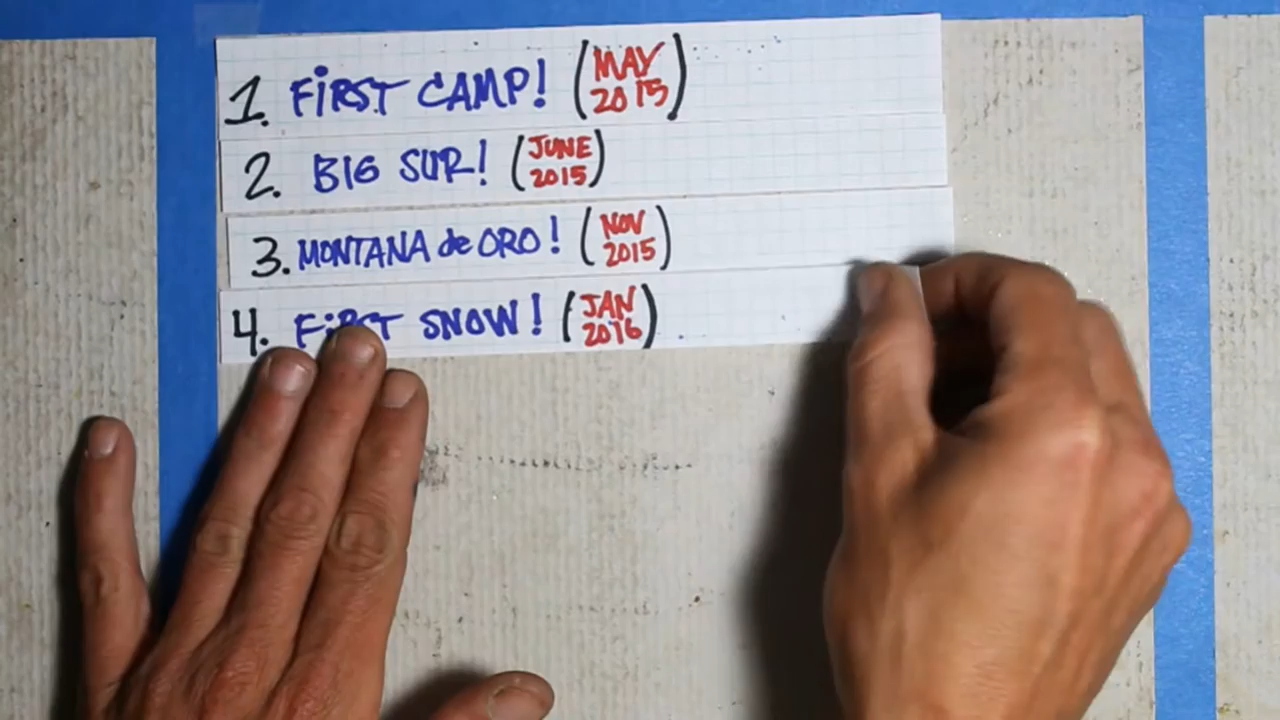 1. FiRST CAMP! (MAY 2015)
2. BIG SUR! (JUNE 2015)
3. MONTANA de ORO! (NOV 2015)
4. FiRST SNOW! (JAN 2016)